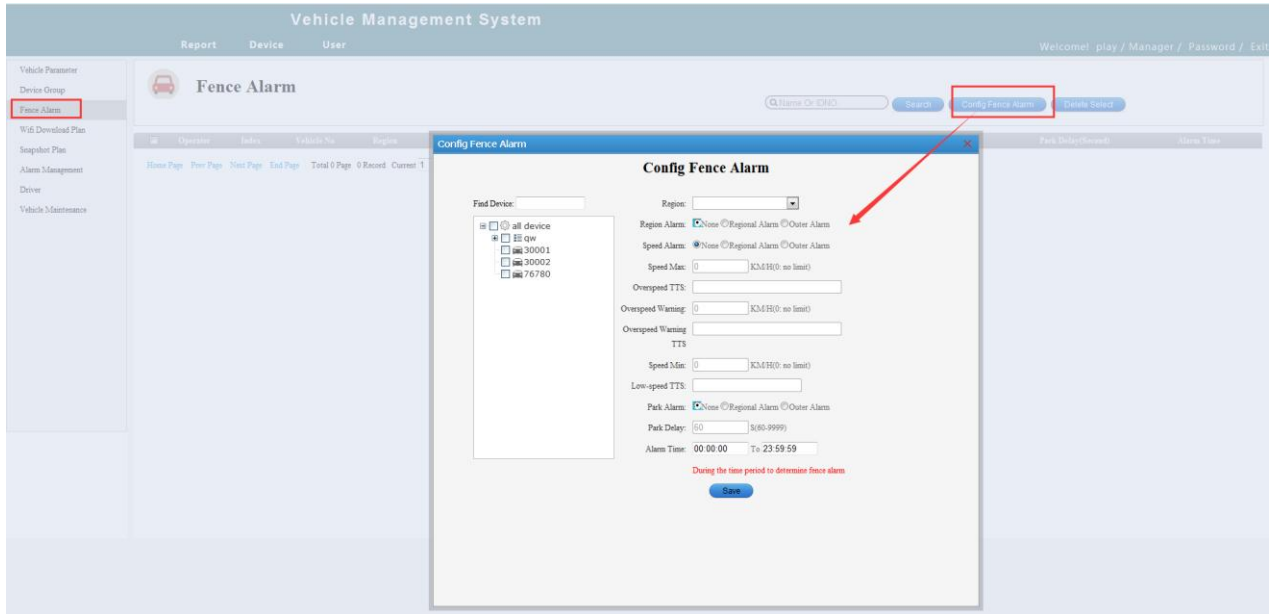 Vehicle Management System
Report Device User
Welcome! play / Manager / Password / Exit
Vehicle Parameter
Device Group
Fence Alarm
Wifi Download Plan
Snapshot Plan
Alarm Management
Driver
Vehicle Maintenance
Fence Alarm
Name Or IDNO Search Config Fence Alarm Delete Select
Operator Index Vehicle No Region Park Delay(Second) Alarm Time
Home Page Prev Page Next Page End Page Total 0 Page 0 Record Current 1
Config Fence Alarm
Config Fence Alarm
Find Device:
all device
qw
30001
30002
76780
Region:
Region Alarm: None Regional Alarm Outer Alarm
Speed Alarm: None Regional Alarm Outer Alarm
Speed Max: 0 KM/H(0: no limit)
Overspeed TTS:
Overspeed Warning: 0 KM/H(0: no limit)
Overspeed Warning
TTS
Speed Min: 0 KM/H(0: no limit)
Low-speed TTS:
Park Alarm: None Regional Alarm Outer Alarm
Park Delay: 60 S(60-9999)
Alarm Time: 00:00:00 To 23:59:59
During the time period to determine fence alarm
Save